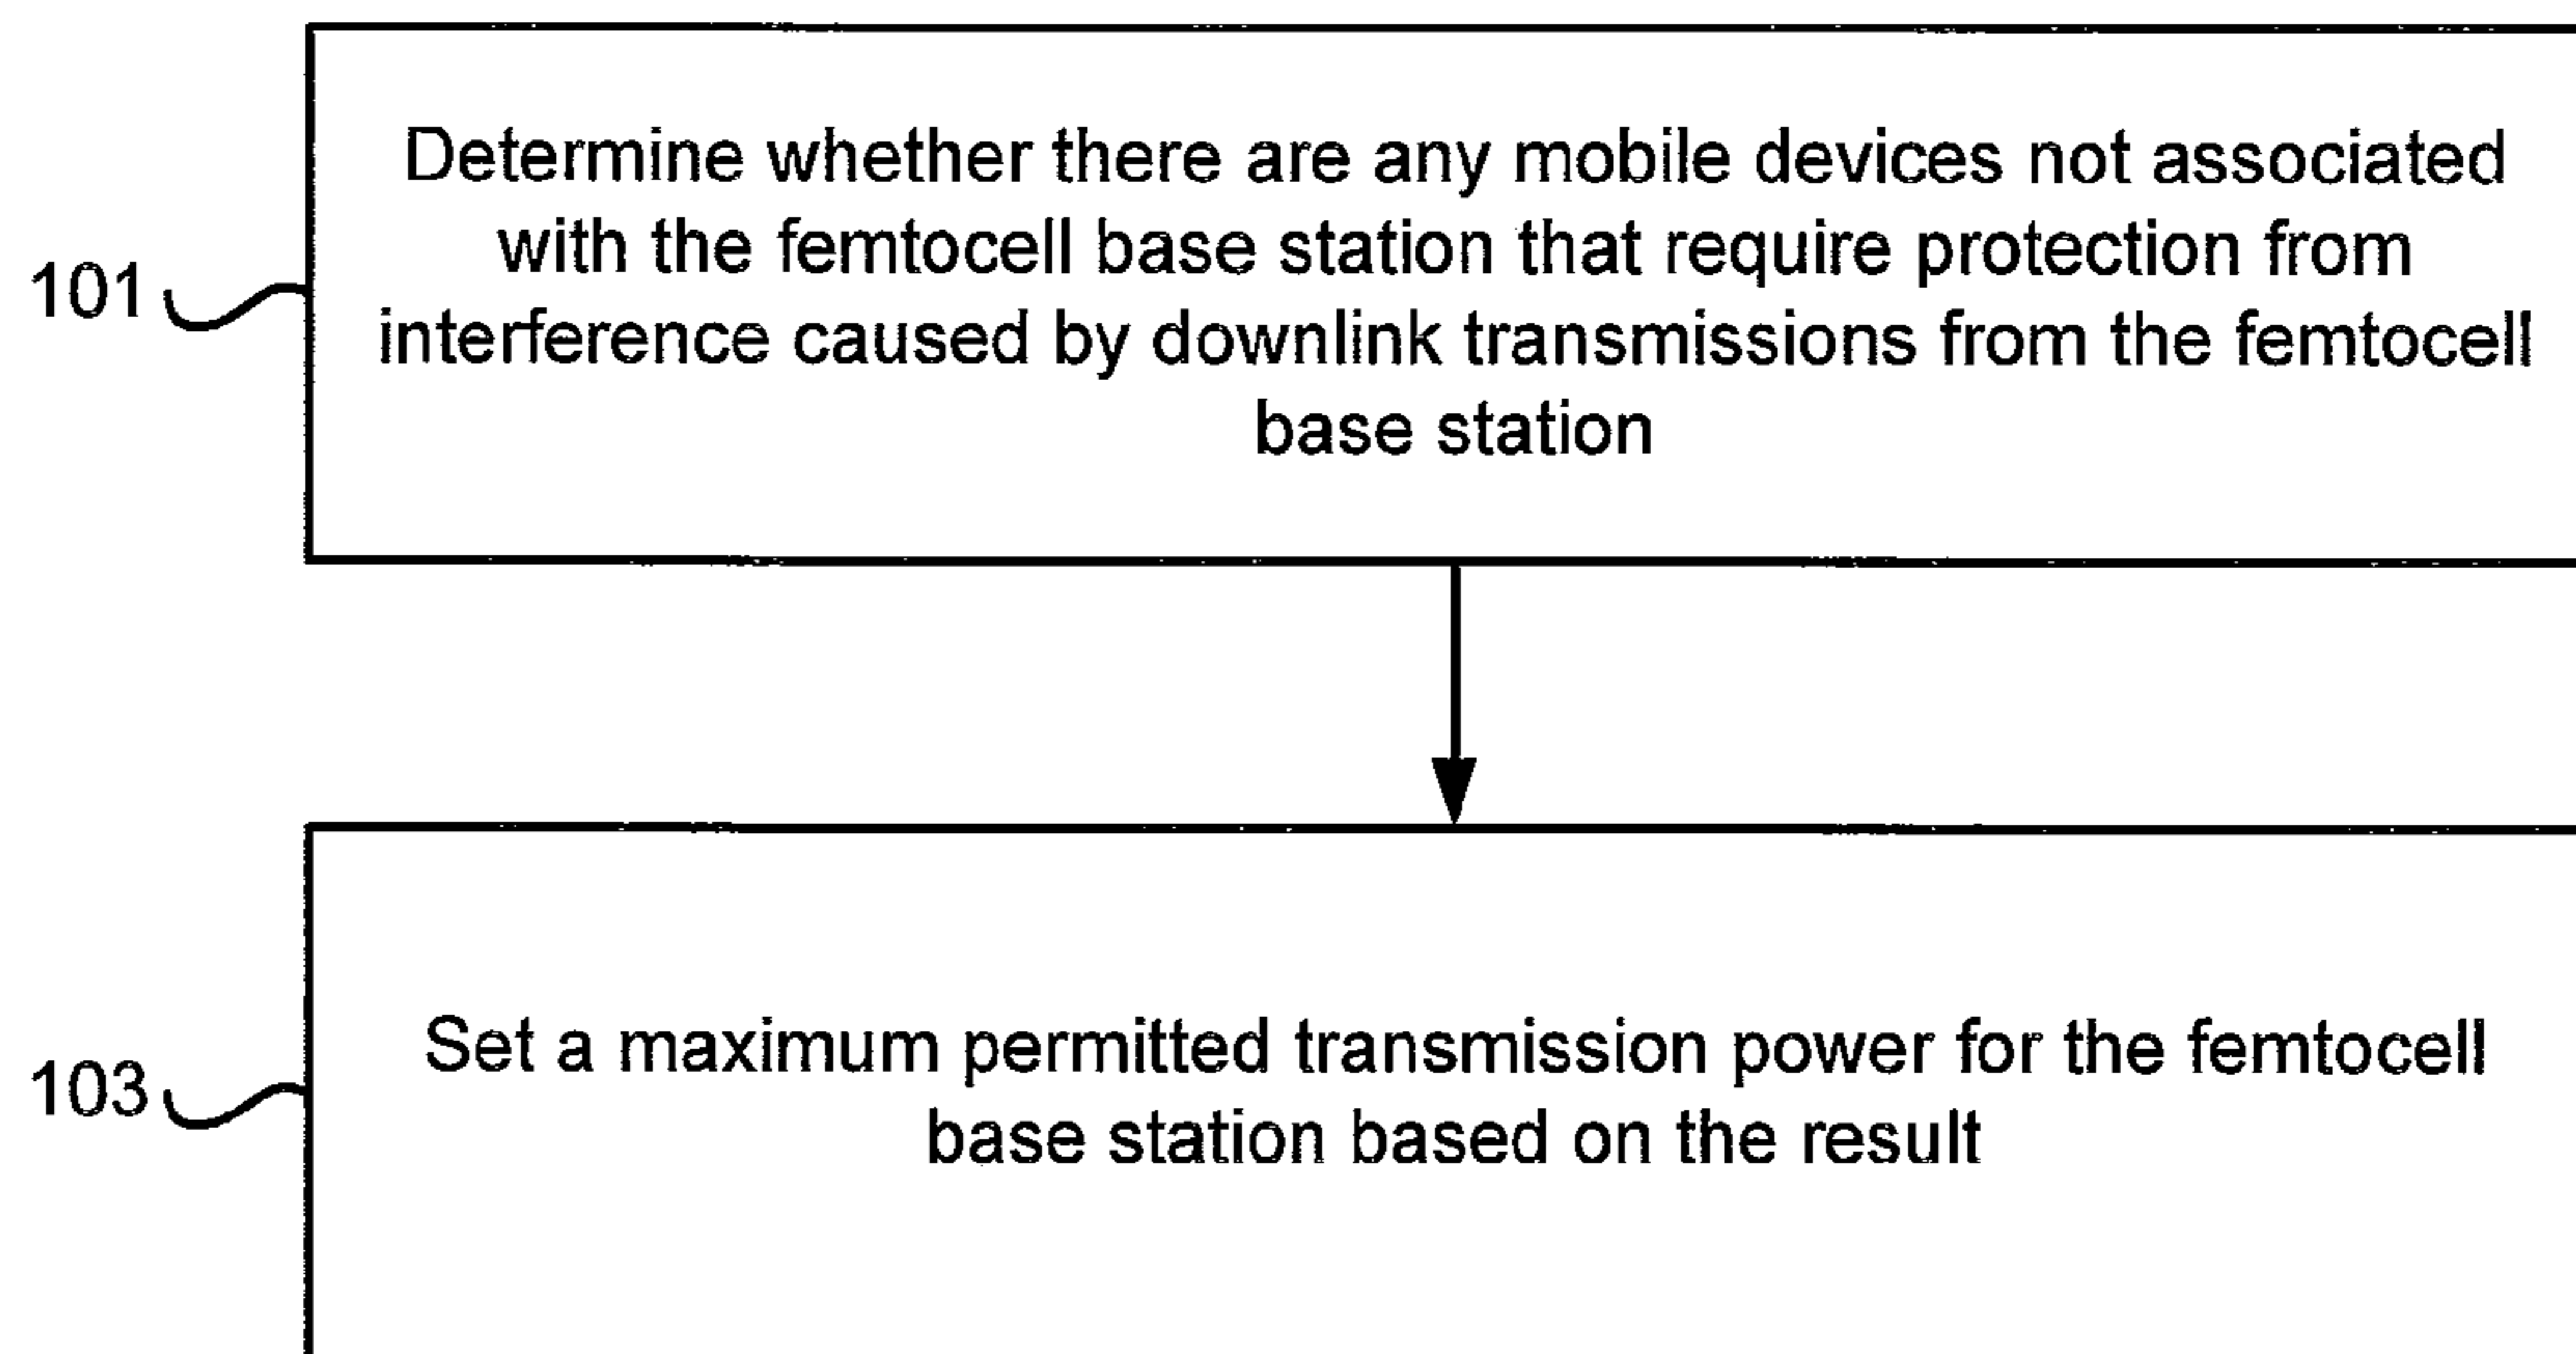 Determine whether there are any mobile devices not associated
with the femtocell base station that require protection from
101
interference caused by downlink transmissions from the femtocell
base station
Set a maximum permitted transmission power for the femtocell
103
base station based on the result